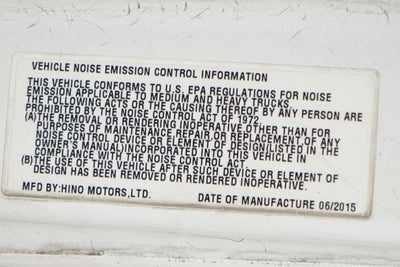 VEHICLE NOISE EMISSION CONTROL INFORMATION
THIS VEHICLE CONFORMS TO U.S. EPA REGULATIONS FOR NOISE
EMISSION APPLICABLE TO MEDIUM AND HEAVY TRUCKS.
THE FOLLOWING ACTS OR THE CAUSING THEREOF BY ANY PERSON ARE
PROHIBITED BY THE NOISE CONTROL ACT OF 1972.
(A)THE REMOVAL OR RENDERING INOPERATIVE OTHER THAN FOR
PURPOSES OF MAINTENANCE REPAIR OR REPLACEMENT, OF ANY
NOISE CONTROL DEVICE OR ELEMENT OF DESIGN(LISTED IN THE
OWNER'S MANUAL)INCORPORATED INTO THIS VEHICLE IN
COMPLIANCE WITH THE NOISE CONTROL ACT.
(B)THE USE OF THIS VEHICLE AFTER SUCH DEVICE OR ELEMENT OF
DESIGN HAS BEEN REMOVED OR RENDERED INOPERATIVE.
MFD BY:HINO MOTORS,LTD. DATE OF MANUFACTURE 06/2015